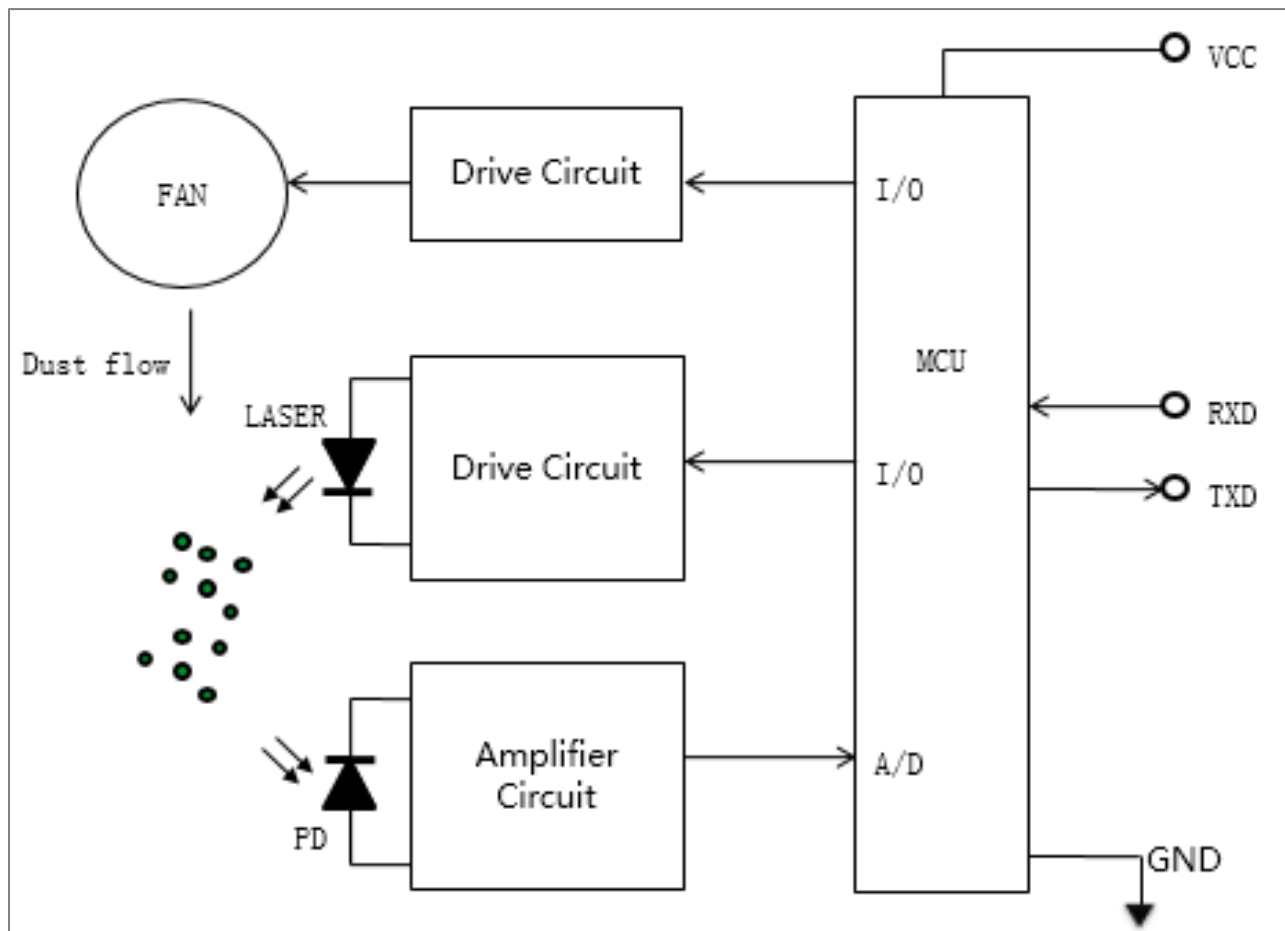 VCC
Drive Circuit
FAN
I/O
Dust flow
MCU
LASER
RXD
Drive Circuit
I/O
TXD
Amplifier
Circuit
A/D
PD
GND